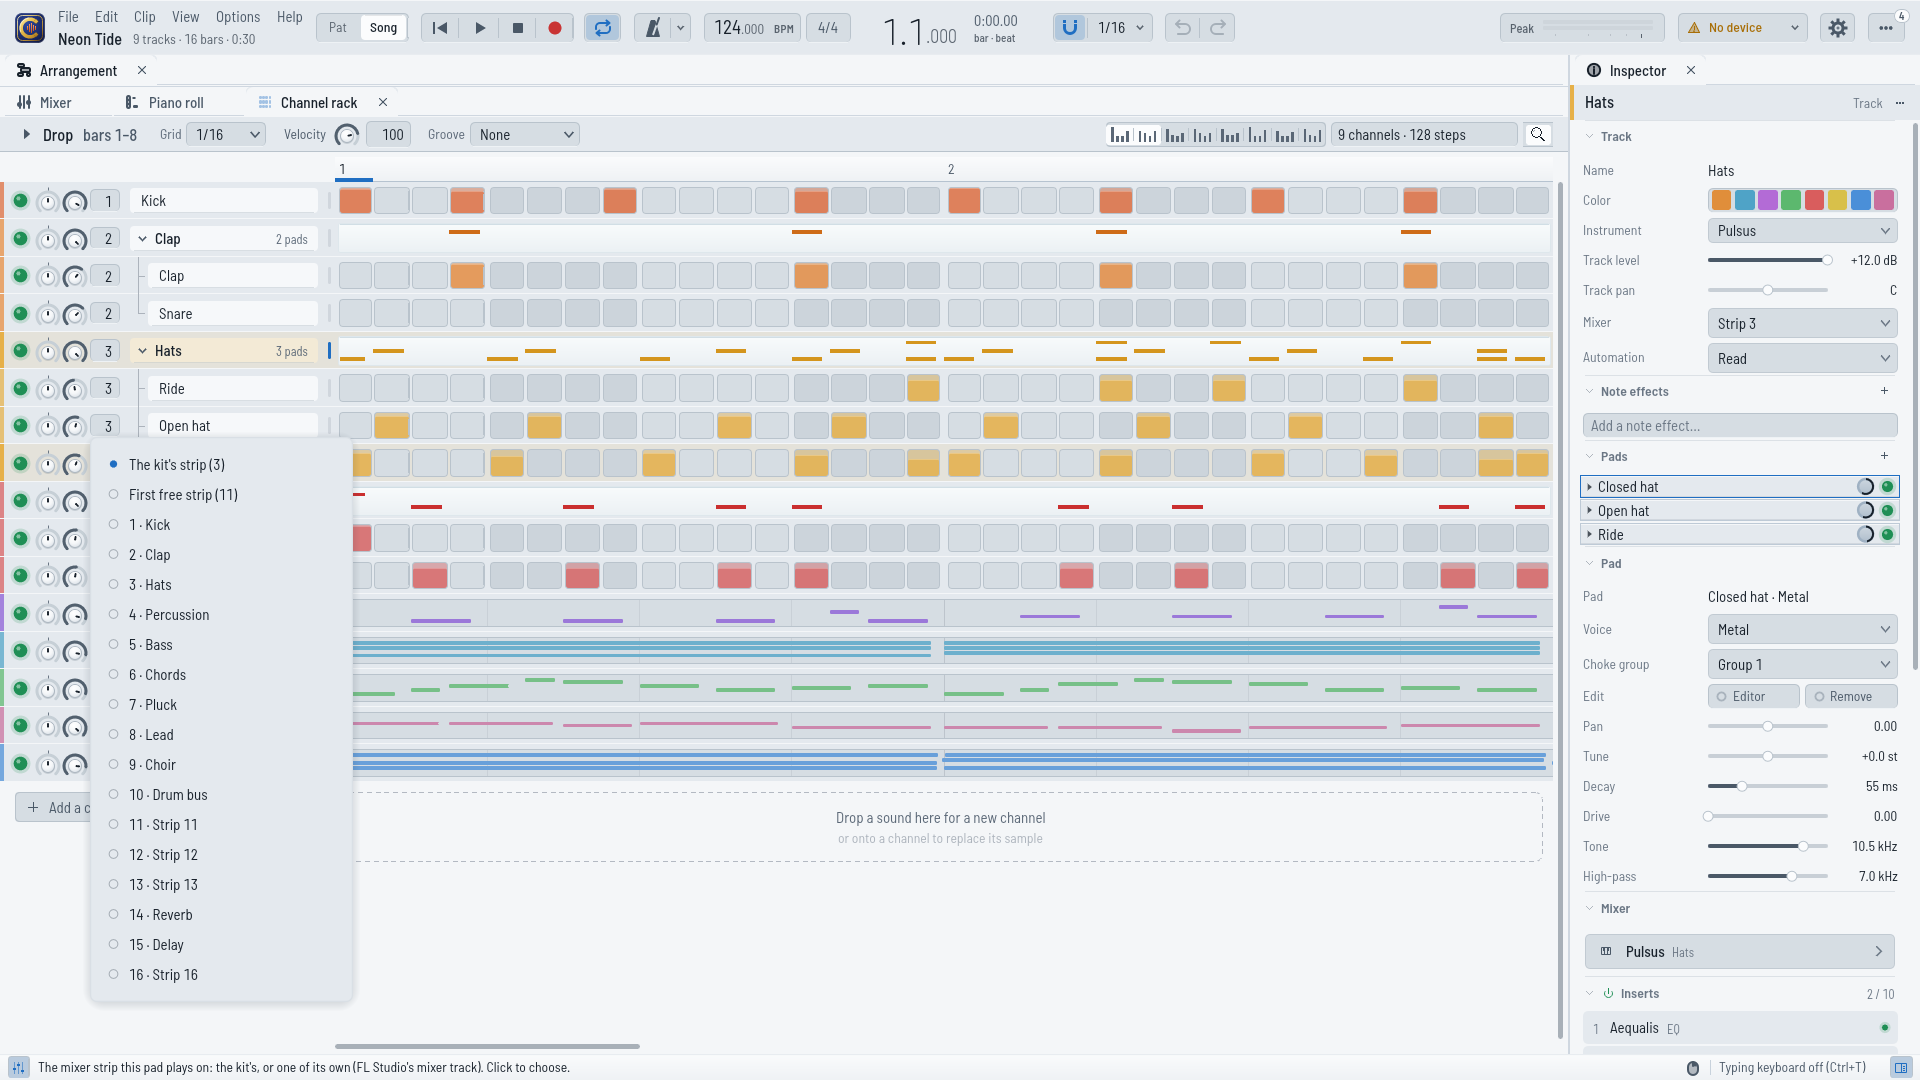 File Edit Clip View Options Help
Neon Tide 9 tracks · 16 bars · 0:30
Pat Song
124.000 BPM 4/4
1.1.000
0:00.00
bar · beat
1/16
Peak
No device
4
Arrangement
Inspector
Mixer Piano roll Channel rack
Hats Track
Drop bars 1–8 Grid 1/16 Velocity 100 Groove None
9 channels · 128 steps
1 2
1 Kick
2 Clap 2 pads
2 Clap
2 Snare
3 Hats 3 pads
3 Ride
3 Open hat
The kit's strip (3)
First free strip (11)
1 · Kick
2 · Clap
3 · Hats
4 · Percussion
5 · Bass
6 · Chords
7 · Pluck
8 · Lead
9 · Choir
10 · Drum bus
11 · Strip 11
12 · Strip 12
13 · Strip 13
14 · Reverb
15 · Delay
16 · Strip 16
Add a c
Drop a sound here for a new channel
or onto a channel to replace its sample
Track
Name Hats
Color
Instrument Pulsus
Track level +12.0 dB
Track pan C
Mixer Strip 3
Automation Read
Note effects +
Add a note effect...
Pads +
Closed hat
Open hat
Ride
Pad
Pad Closed hat · Metal
Voice Metal
Choke group Group 1
Edit Editor Remove
Pan 0.00
Tune +0.0 st
Decay 55 ms
Drive 0.00
Tone 10.5 kHz
High-pass 7.0 kHz
Mixer
Pulsus Hats
Inserts 2 / 10
1 Aequalis EQ
The mixer strip this pad plays on: the kit's, or one of its own (FL Studio's mixer track). Click to choose.
Typing keyboard off (Ctrl+T)